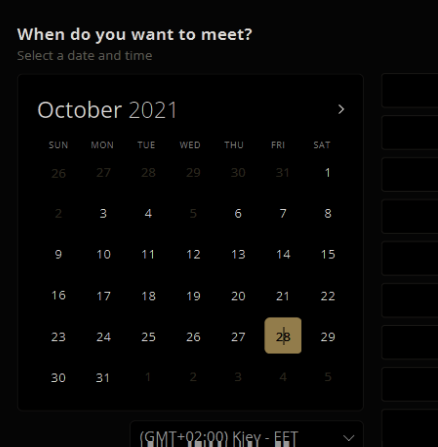 When do you want to meet?
Select a date and time
October 2021
SUN MON TUE WED THU FRI SAT
26 27 28 29 30 31 1
2 3 4 5 6 7 8
9 10 11 12 13 14 15
16 17 18 19 20 21 22
23 24 25 26 27 28 29
30 31 1 2 3 4 5
(GMT+02:00) Kiev - EET